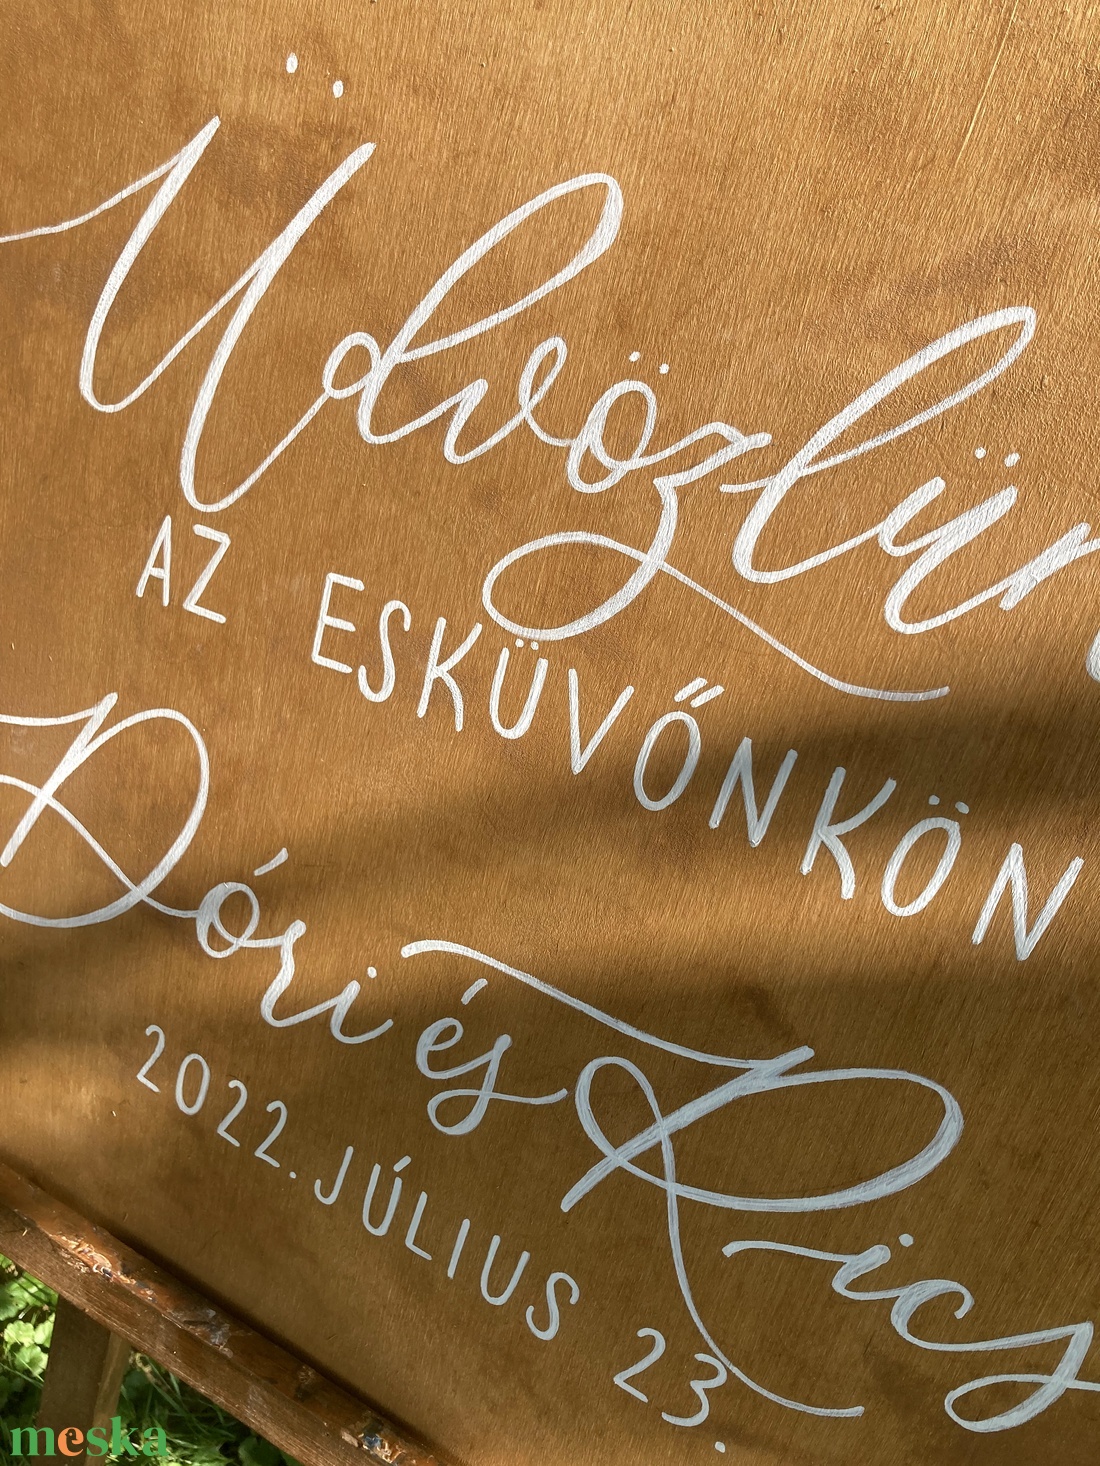 Üdvözlün
AZ ESKÜVŐNKÖN
Dóri és Rics
2022. JÚLIUS 23.
meska